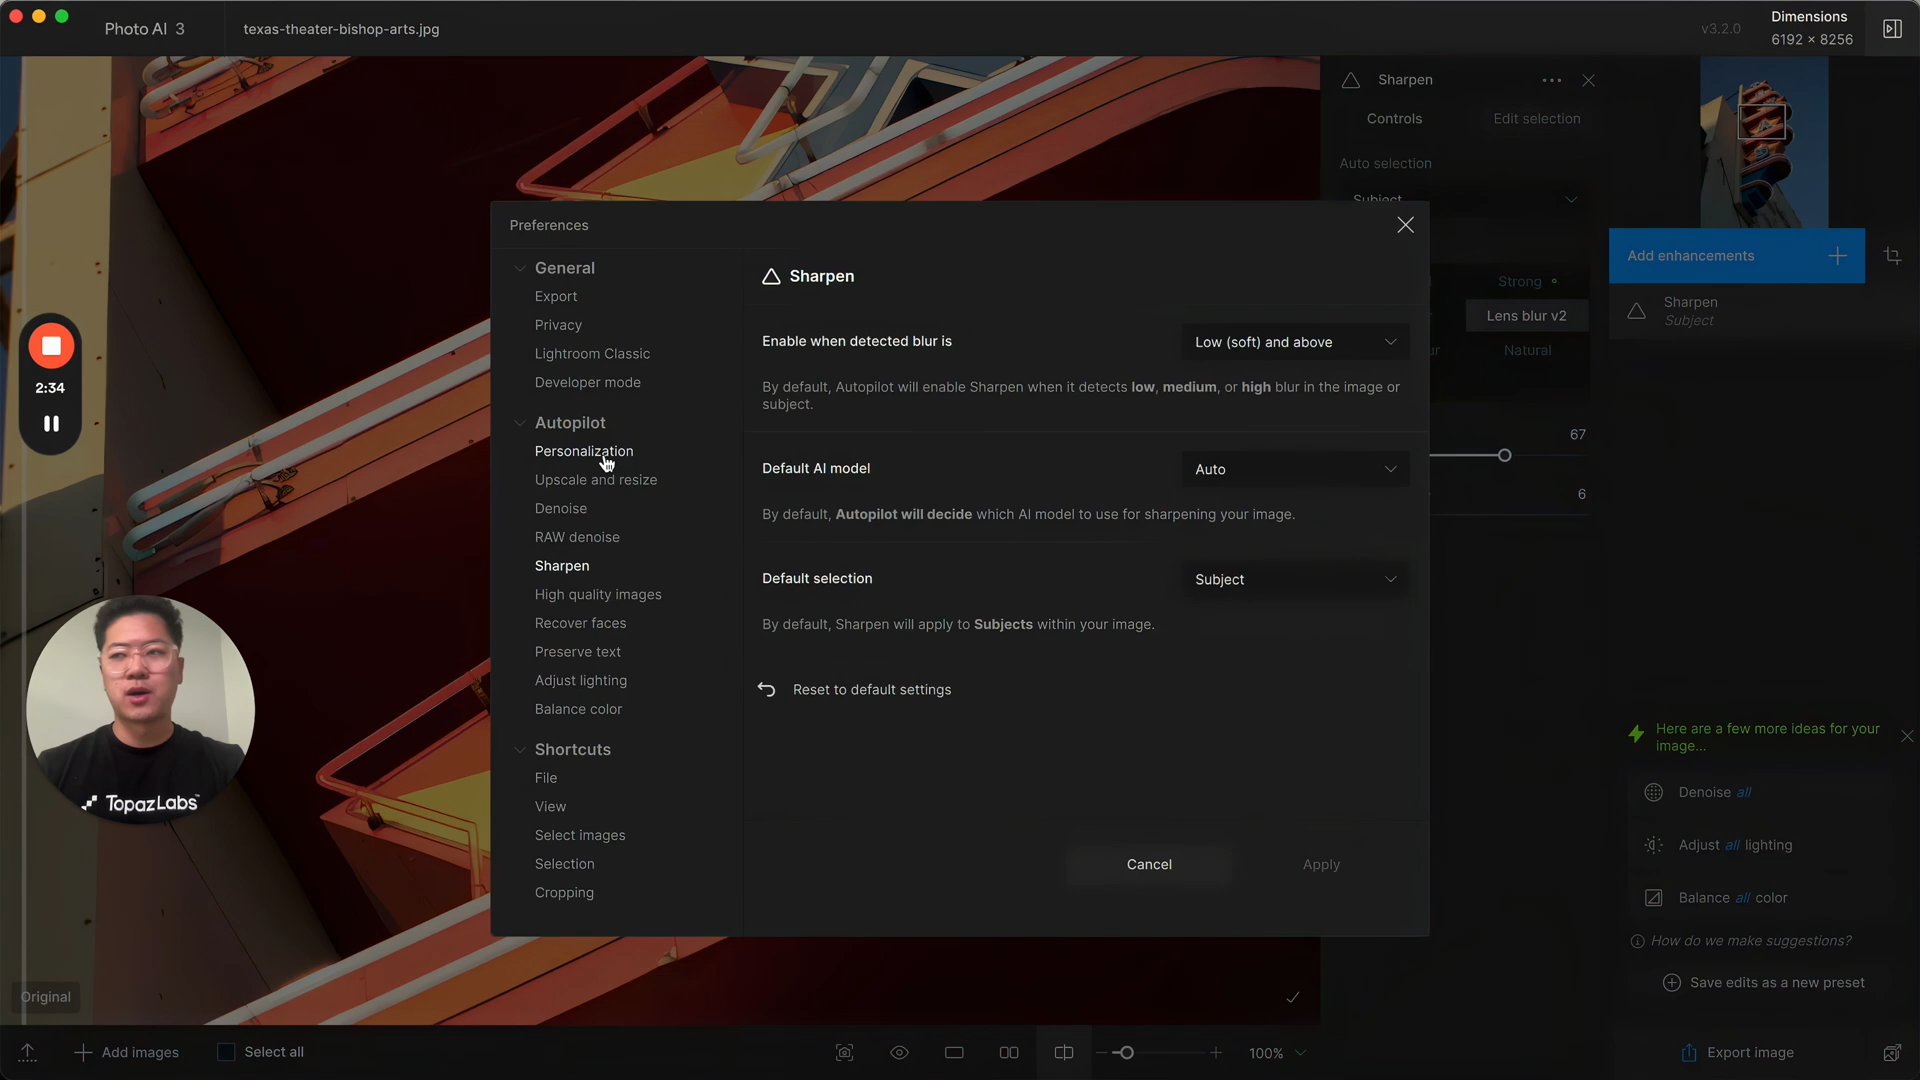 Photo AI 3
texas-theater-bishop-arts.jpg
v3.2.0
Dimensions
6192 × 8256
Sharpen
Controls
Edit selection
Auto selection
Subject
Strong
Lens blur v2
Natural
67
6
Add enhancements
Sharpen
Subject
Preferences
General
Export
Privacy
Lightroom Classic
Developer mode
Autopilot
Personalization
Upscale and resize
Denoise
RAW denoise
Sharpen
High quality images
Recover faces
Preserve text
Adjust lighting
Balance color
Shortcuts
File
View
Select images
Selection
Cropping
Sharpen
Enable when detected blur is
Low (soft) and above
By default, Autopilot will enable Sharpen when it detects low, medium, or high blur in the image or
subject.
Default AI model
Auto
By default, Autopilot will decide which AI model to use for sharpening your image.
Default selection
Subject
By default, Sharpen will apply to Subjects within your image.
Reset to default settings
Cancel
Apply
2:34
TopazLabs™
Here are a few more ideas for your
image...
Denoise all
Adjust all lighting
Balance all color
How do we make suggestions?
Save edits as a new preset
Original
Add images
Select all
100%
Export image